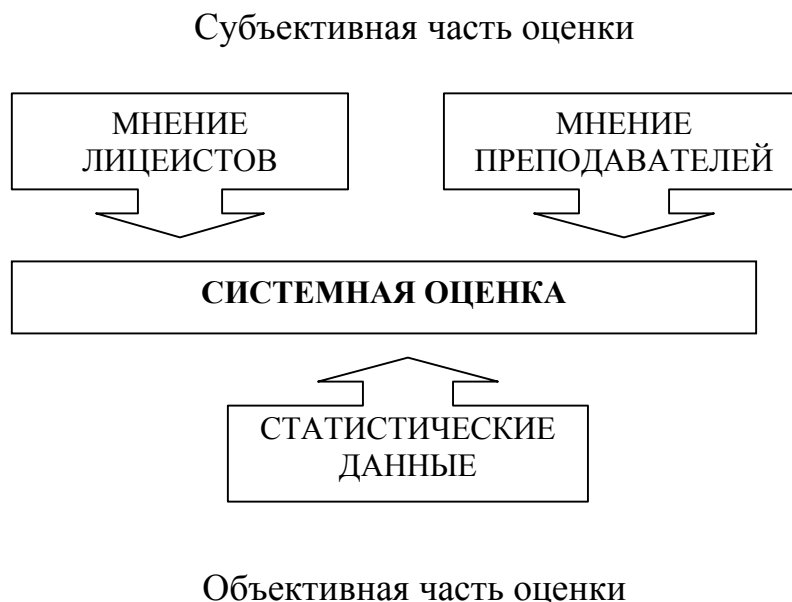 Субъективная часть оценки
МНЕНИЕ
ЛИЦЕИСТОВ
МНЕНИЕ
ПРЕПОДАВАТЕЛЕЙ
СИСТЕМНАЯ ОЦЕНКА
СТАТИСТИЧЕСКИЕ
ДАННЫЕ
Объективная часть оценки